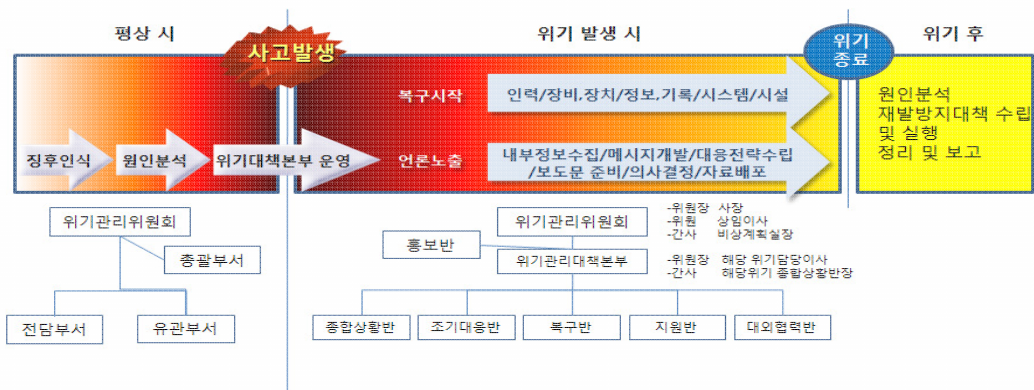 평상 시
사고발생
위기 발생 시
위기
종료
위기 후
징후인식
원인분석
위기대책본부 운영
복구시작
인력/장비,장치/정보,기록/시스템/시설
언론노출
내부정보수집/메시지개발/대응전략수립
/보도문 준비/의사결정/자료배포
원인분석
재발방지대책 수립
및 실행
정리 및 보고
위기관리위원회
총괄부서
전담부서
유관부서
위기관리위원회
-위원장 사장
-위원 상임이사
-간사 비상계획실장
홍보반
위기관리대책본부
-위원장 해당 위기담당이사
-간사 해당위기 종합상황반장
종합상황반
조기대응반
복구반
지원반
대외협력반